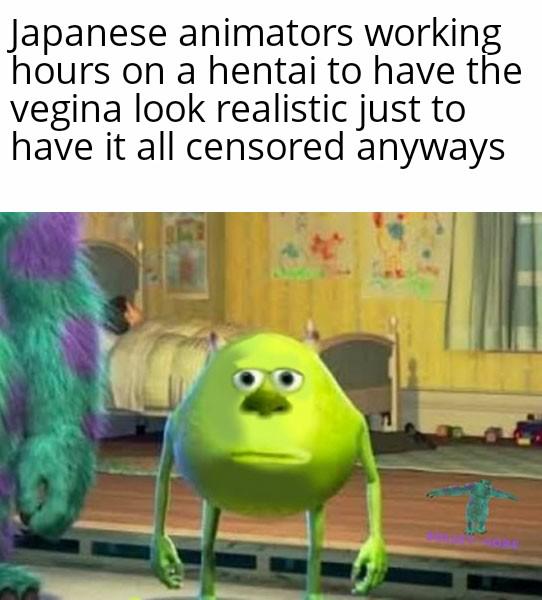 Japanese animators working
hours on a hentai to have the
vegina look realistic just to
have it all censored anyways